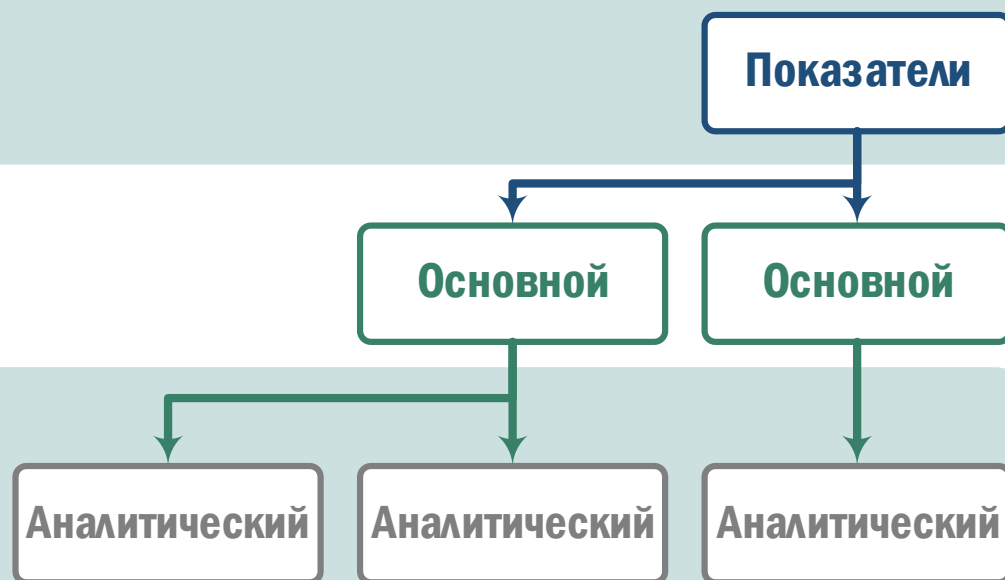 Показатели
Основной
Основной
Аналитический
Аналитический
Аналитический